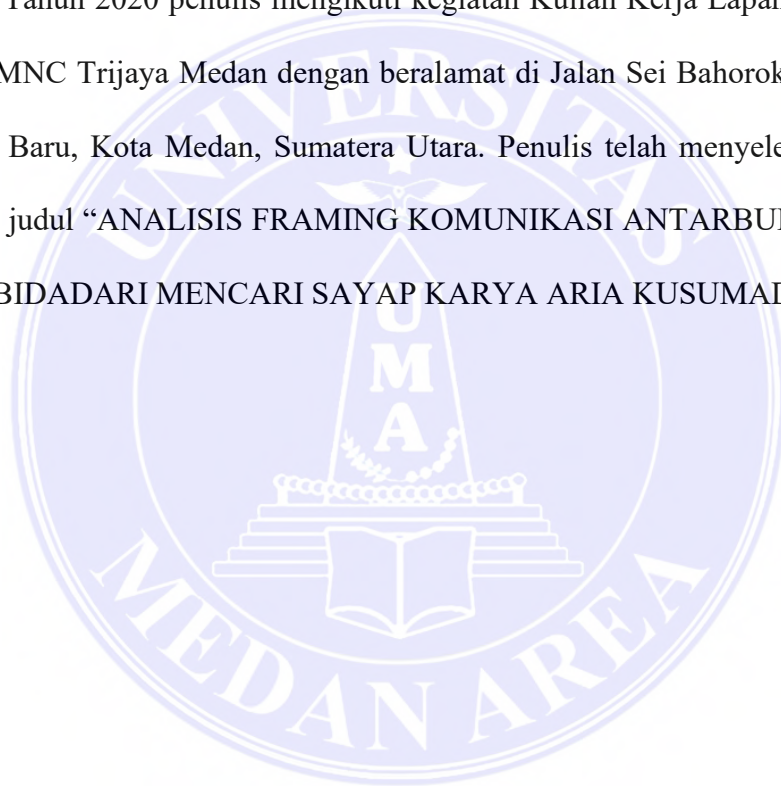 Tahun 2020 penulis mengikuti kegiatan Kuliah Kerja Lapan
MNC Trijaya Medan dengan beralamat di Jalan Sei Bahorok
Baru, Kota Medan, Sumatera Utara. Penulis telah menyele
judul “ANALISIS FRAMING KOMUNIKASI ANTARBU
BIDADARI MENCARI SAYAP KARYA ARIA KUSUMAD
UNIVERSITAS
UMA
MEDAN AREA